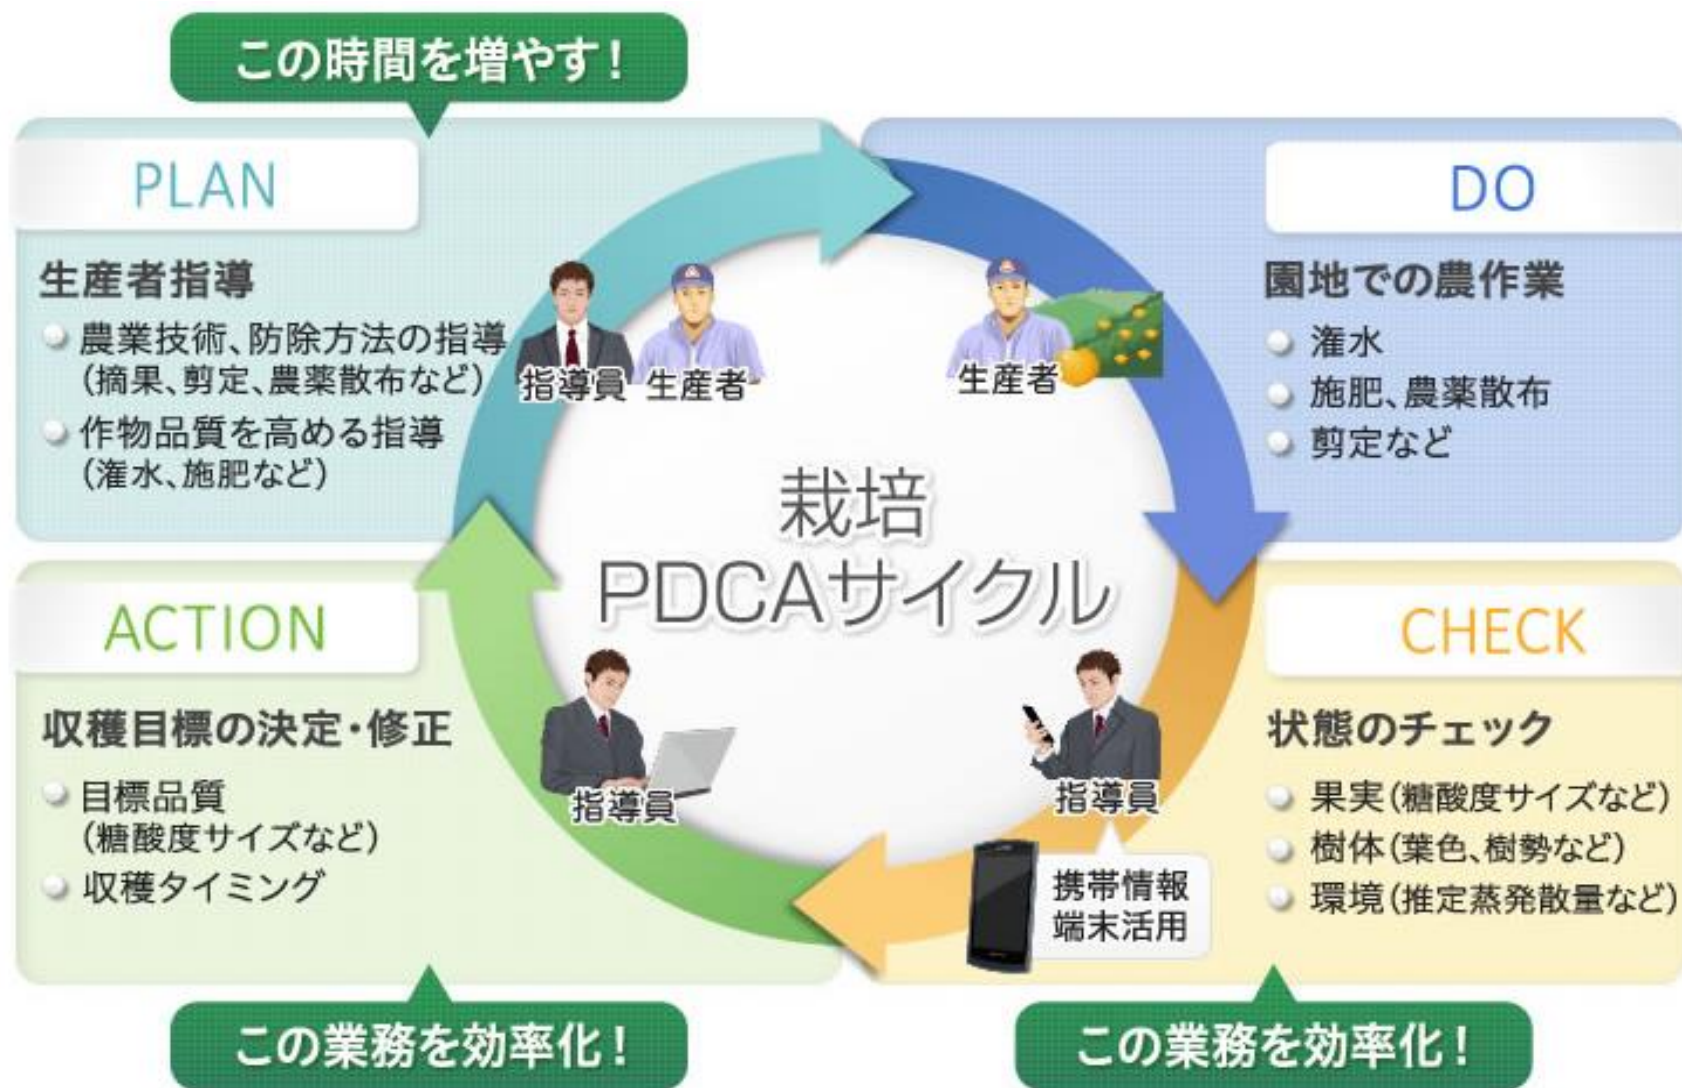 この時間を増やす！
PLAN
生産者指導
農業技術、防除方法の指導
(摘果、剪定、農薬散布など)
作物品質を高める指導
(潅水、施肥など)
指導員
生産者
DO
園地での農作業
潅水
施肥、農薬散布
剪定など
生産者
栽培
PDCAサイクル
ACTION
収穫目標の決定・修正
目標品質
(糖酸度サイズなど)
収穫タイミング
指導員
CHECK
状態のチェック
果実(糖酸度サイズなど)
樹体(葉色、樹勢など)
環境(推定蒸発散量など)
指導員
携帯情報
端末活用
この業務を効率化！
この業務を効率化！